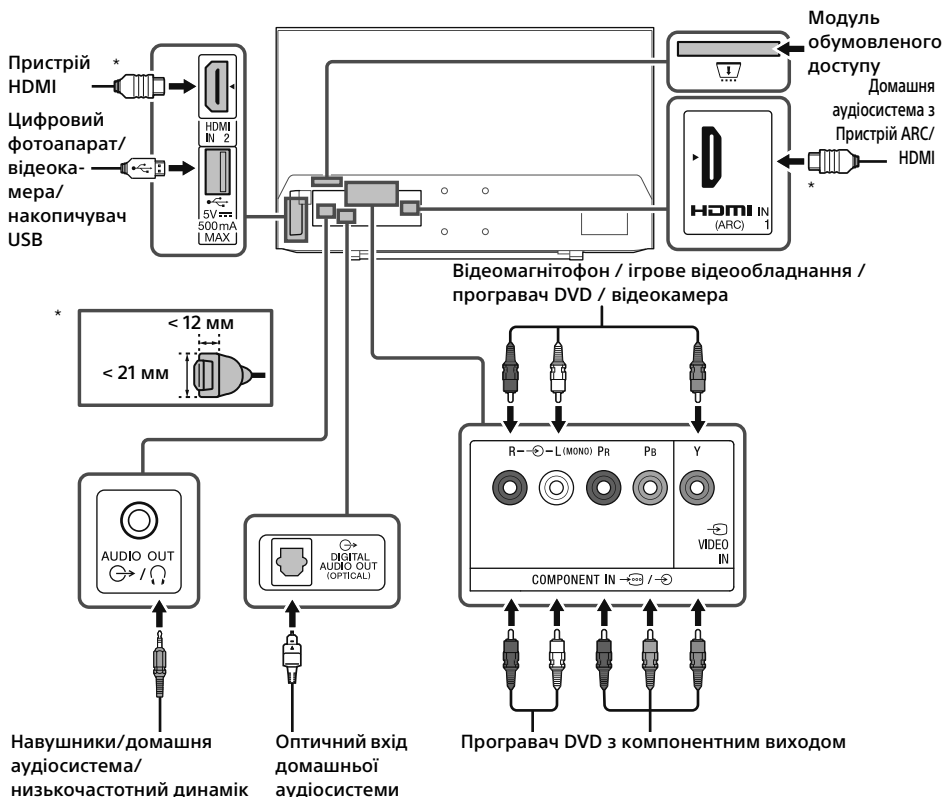 Модуль
обумовленого
доступу
Пристрій *
HDMI
HDMI
IN 2
Цифровий
фотоапарат/
відеока-
мера/
накопичувач
USB
5V
500mA
MAX
Домашня
аудіосистема з
Пристрій ARC/
HDMI
*
HDMI IN
(ARC) 1
Відеомагнітофон / ігрове відеообладнання /
програвач DVD / відеокамера
*
< 12 мм
< 21 мм
R L (MONO) PR PB Y
VIDEO
IN
COMPONENT IN /
AUDIO OUT
/
DIGITAL
AUDIO OUT
(OPTICAL)
Навушники/домашня
аудіосистема/
низькочастотний динамік
Оптичний вхід
домашньої
аудіосистеми
Програвач DVD з компонентним виходом